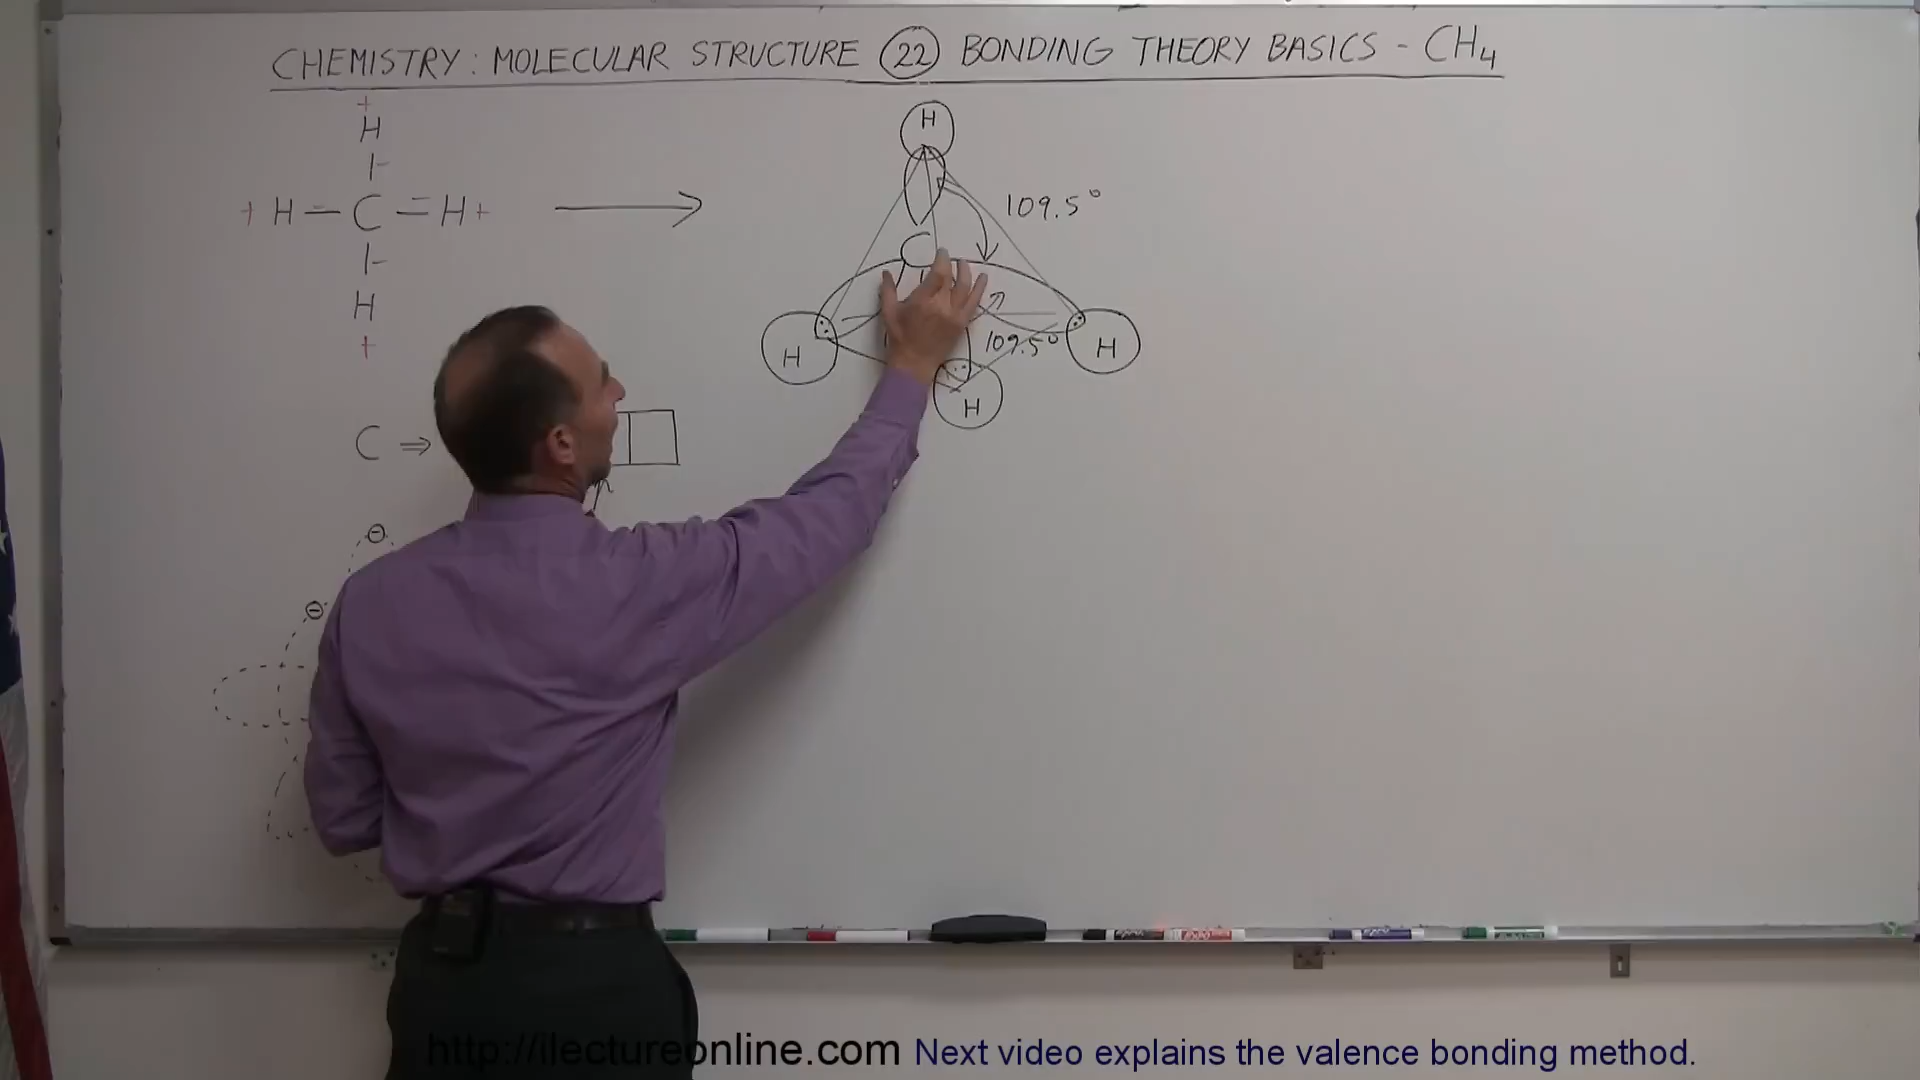 CHEMISTRY: MOLECULAR STRUCTURE 22 BONDING THEORY BASICS - CH4
+
H
+ H — C = H +
H
+
H
C
109.5°
109.5°
H
H
H
C ⇒
http://ilectureonline.com Next video explains the valence bonding method.